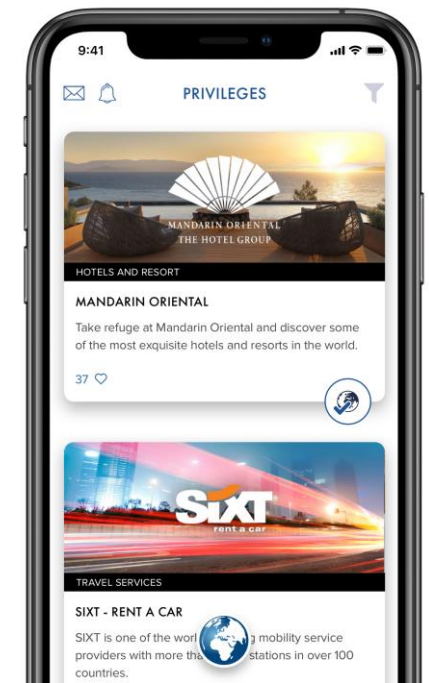 9:41
PRIVILEGES
MANDARIN ORIENTAL
THE HOTEL GROUP
HOTELS AND RESORT
MANDARIN ORIENTAL
Take refuge at Mandarin Oriental and discover some
of the most exquisite hotels and resorts in the world.
37
SIXT
rent a car
TRAVEL SERVICES
SIXT - RENT A CAR
SIXT is one of the mobility service
providers with more stations in over 100
countries.